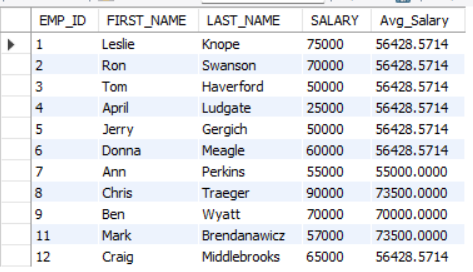 EMP_ID FIRST_NAME LAST_NAME SALARY Avg_Salary
1 Leslie Knope 75000 56428.5714
2 Ron Swanson 70000 56428.5714
3 Tom Haverford 50000 56428.5714
4 April Ludgate 25000 56428.5714
5 Jerry Gergich 50000 56428.5714
6 Donna Meagle 60000 56428.5714
7 Ann Perkins 55000 55000.0000
8 Chris Traeger 90000 73500.0000
9 Ben Wyatt 70000 70000.0000
11 Mark Brendanawicz 57000 73500.0000
12 Craig Middlebrooks 65000 56428.5714